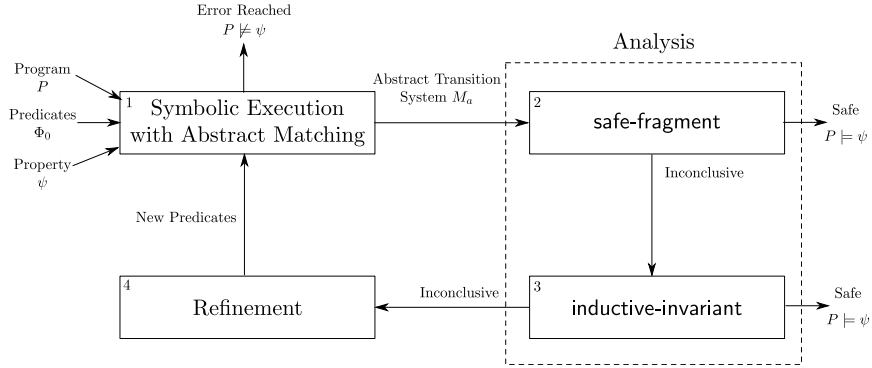 Error Reached
P ⊭ ψ
Analysis
Program
P
Predicates
Φ₀
Property
ψ
1
Symbolic Execution
with Abstract Matching
Abstract Transition
System Mₐ
2
safe-fragment
Safe
P ⊨ ψ
Inconclusive
New Predicates
4
Refinement
Inconclusive
3
inductive-invariant
Safe
P ⊨ ψ